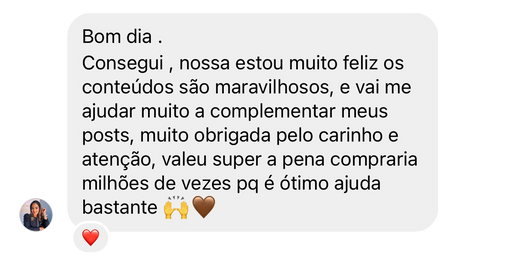 Bom dia .
Consegui , nossa estou muito feliz os
conteúdos são maravilhosos, e vai me
ajudar muito a complementar meus
posts, muito obrigada pelo carinho e
atenção, valeu super a pena compraria
milhões de vezes pq é ótimo ajuda
bastante 🙌🤎